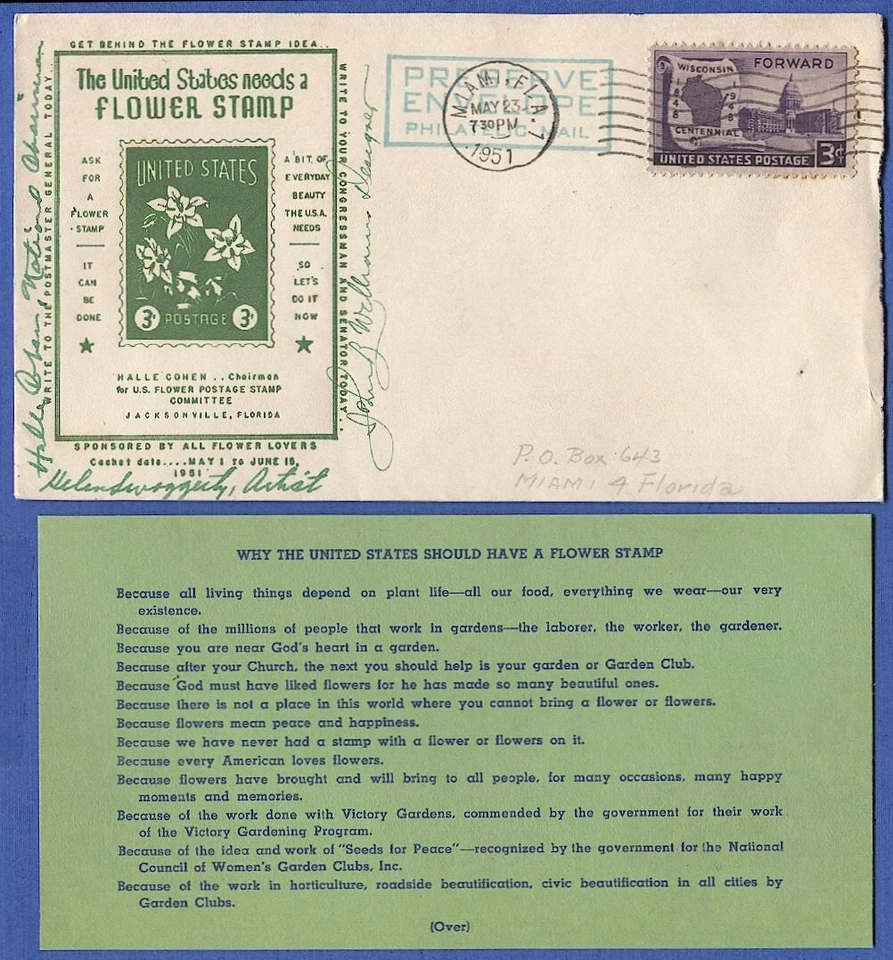 GET BEHIND THE FLOWER STAMP IDEA..
The United States needs a
FLOWER STAMP
WRITE TO THE POSTMASTER GENERAL TODAY..
WRITE TO YOUR CONGRESSMAN AND SENATOR TODAY...
ASK
FOR
A
FLOWER
STAMP
IT
CAN
BE
DONE
UNITED STATES
3¢ POSTAGE 3¢
A BIT OF
EVERYDAY
BEAUTY
THE U.S.A.
NEEDS
SO
LET'S
DO IT
NOW
HALLE COHEN .. Chairman
for U.S. FLOWER POSTAGE STAMP
COMMITTEE
JACKSONVILLE, FLORIDA
SPONSORED BY ALL FLOWER LOVERS
Cachet date....MAY 1 to JUNE 15,
1951
Halle Cohen National Chairman
John B. Williams Designer
Helen Swoggerty, Artist
PRESERVE
ENVELOPE
PHILATELIC MAIL
MIAMI, FLA. 7
MAY 23
7 30 PM
1951
WISCONSIN
1848
1948
CENTENNIAL
FORWARD
UNITED STATES POSTAGE 3¢
P.O. Box 643
MIAMI 4 Florida
WHY THE UNITED STATES SHOULD HAVE A FLOWER STAMP
Because all living things depend on plant life—all our food, everything we wear—our very
existence.
Because of the millions of people that work in gardens—the laborer, the worker, the gardener.
Because you are near God's heart in a garden.
Because after your Church, the next you should help is your garden or Garden Club.
Because God must have liked flowers for he has made so many beautiful ones.
Because there is not a place in this world where you cannot bring a flower or flowers.
Because flowers mean peace and happiness.
Because we have never had a stamp with a flower or flowers on it.
Because every American loves flowers.
Because flowers have brought and will bring to all people, for many occasions, many happy
moments and memories.
Because of the work done with Victory Gardens, commended by the government for their work
of the Victory Gardening Program.
Because of the idea and work of "Seeds for Peace"—recognized by the government for the National
Council of Women's Garden Clubs, Inc.
Because of the work in horticulture, roadside beautification, civic beautification in all cities by
Garden Clubs.
(Over)